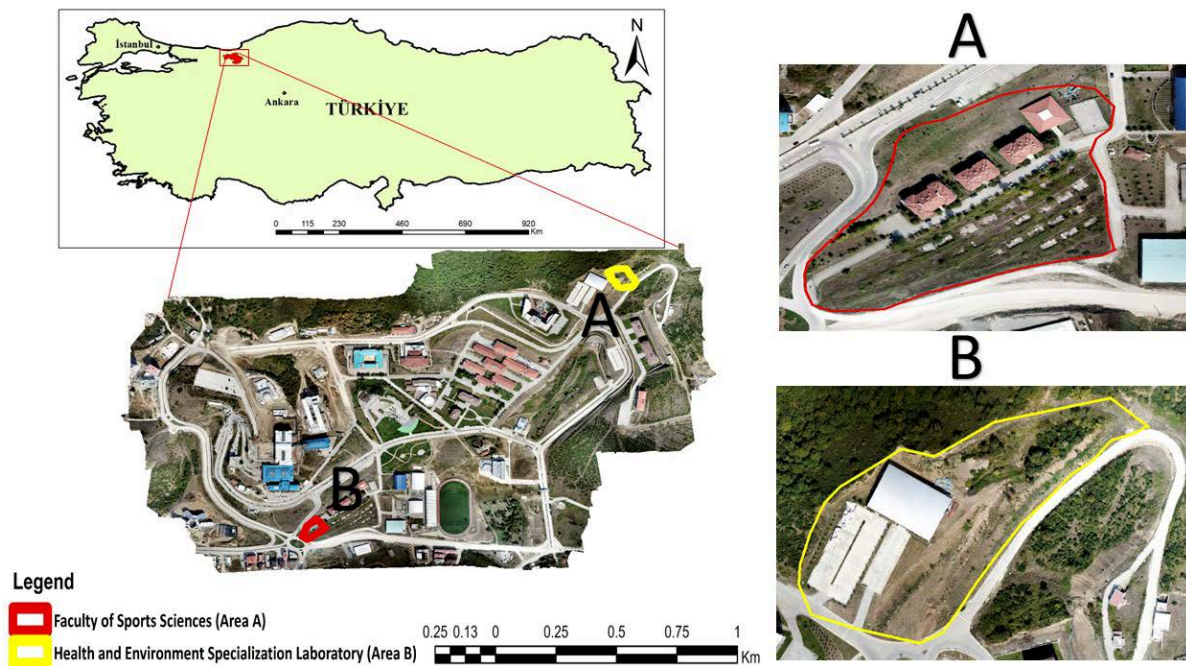 İstanbul
Ankara
TÜRKİYE
N
0 115 230 460 690 920
Km
A
B
A
B
Legend
Faculty of Sports Sciences (Area A)
Health and Environment Specialization Laboratory (Area B)
0.25 0.13 0 0.25 0.5 0.75 1
Km